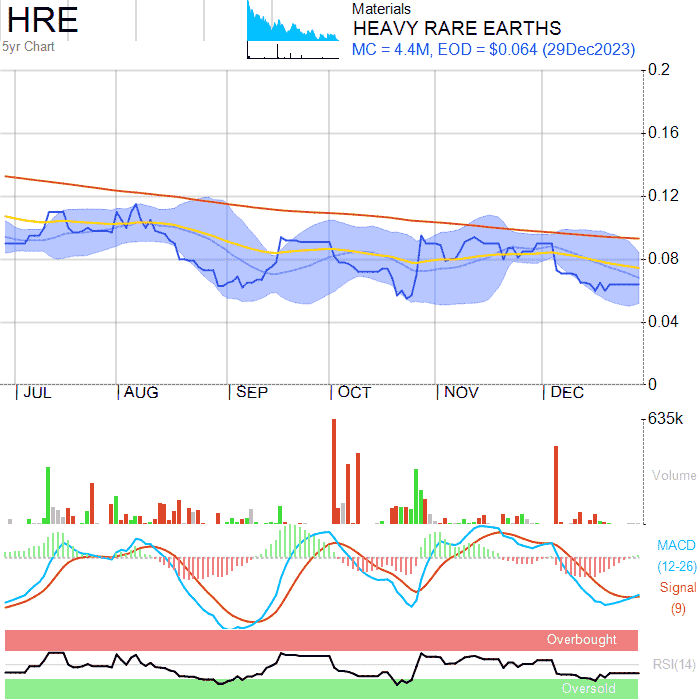 HRE
5yr Chart
Materials
HEAVY RARE EARTHS
MC = 4.4M, EOD = $0.064 (29Dec2023)
0.2
0.16
0.12
0.08
0.04
0
JUL AUG SEP OCT NOV DEC
635k
Volume
MACD
(12-26)
Signal
(9)
Overbought
RSI(14)
Oversold